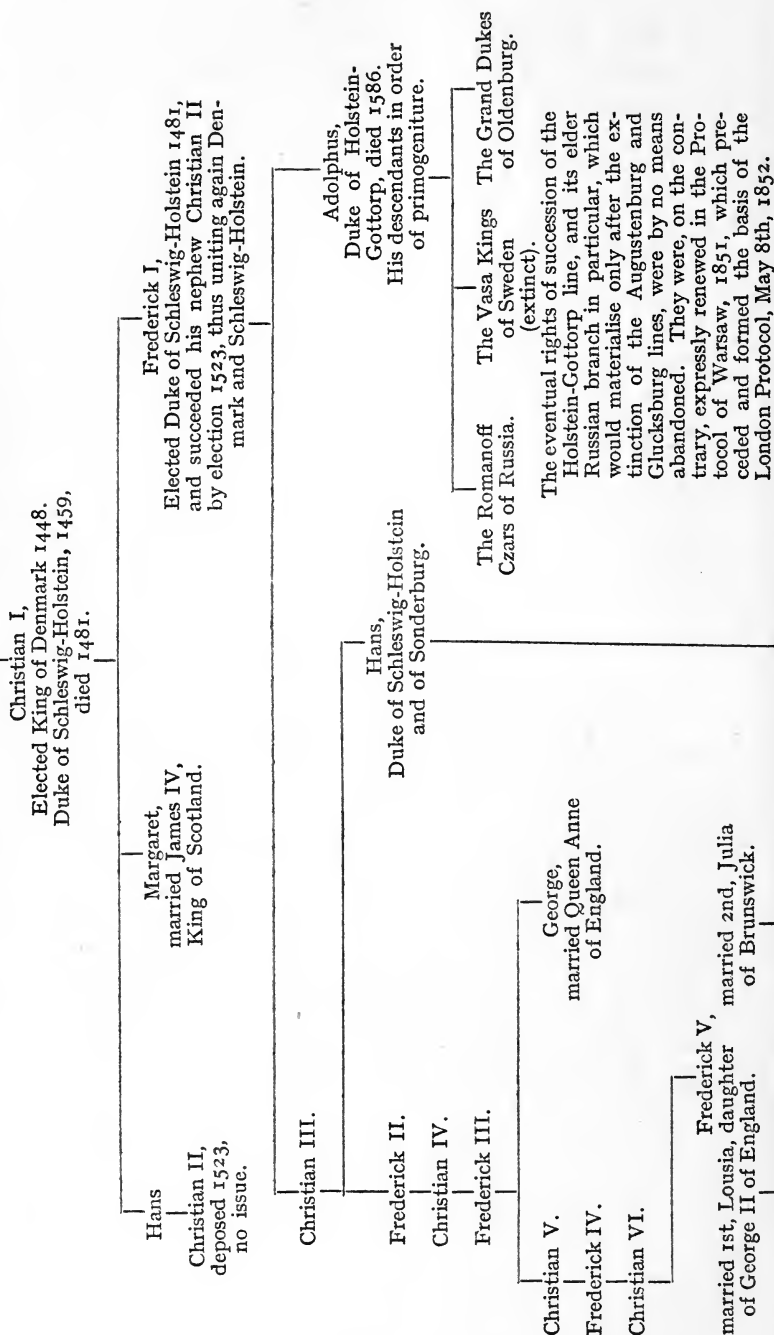 Christian I,
Elected King of Denmark 1448.
Duke of Schleswig-Holstein, 1459,
died 1481.
Hans
Christian II,
deposed 1523,
no issue.
Margaret,
married James IV,
King of Scotland.
Frederick I,
Elected Duke of Schleswig-Holstein 1481,
and succeeded his nephew Christian II
by election 1523, thus uniting again Den-
mark and Schleswig-Holstein.
Christian III.
Adolphus,
Duke of Holstein-
Gottorp, died 1586.
His descendants in order
of primogeniture.
Frederick II.
Christian IV.
Frederick III.
Hans,
Duke of Schleswig-Holstein
and of Sonderburg.
The Romanoff
Czars of Russia.
The Vasa Kings
of Sweden
(extinct).
The Grand Dukes
of Oldenburg.
The eventual rights of succession of the
Holstein-Gottorp line, and its elder
Russian branch in particular, which
would materialise only after the ex-
tinction of the Augustenburg and
Glucksburg lines, were by no means
abandoned. They were, on the con-
trary, expressly renewed in the Pro-
tocol of Warsaw, 1851, which pre-
ceded and formed the basis of the
London Protocol, May 8th, 1852.
Christian V.
Frederick IV.
Christian VI.
George,
married Queen Anne
of England.
Frederick V,
married 1st, Lousia, daughter
of George II of England.
married 2nd, Julia
of Brunswick.